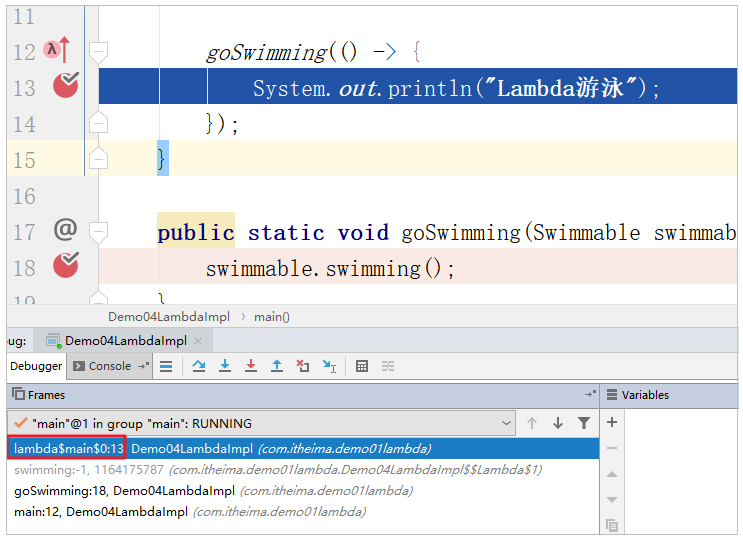 11
12 λ goSwimming(() -> {
13 System.out.println("Lambda游泳");
14 });
15 }
16
17 @ public static void goSwimming(Swimmable swimmab
18 swimmable.swimming();
19 }
Demo04LambdaImpl › main()
ug: Demo04LambdaImpl ×
Debugger Console
Frames Variables
"main"@1 in group "main": RUNNING
lambda$main$0:13, Demo04LambdaImpl (com.itheima.demo01lambda)
swimming:-1, 1164175787 (com.itheima.demo01lambda.Demo04LambdaImpl$$Lambda$1)
goSwimming:18, Demo04LambdaImpl (com.itheima.demo01lambda)
main:12, Demo04LambdaImpl (com.itheima.demo01lambda)